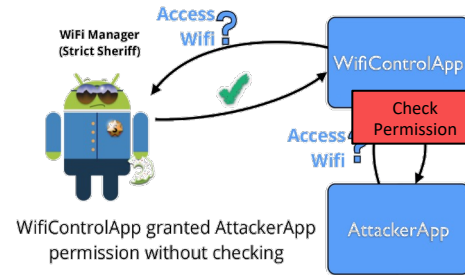 Access
Wifi ?
WiFi Manager
(Strict Sheriff)
WifiControlApp
Check
Permission
Access
Wifi ?
WifiControlApp granted AttackerApp
permission without checking
AttackerApp